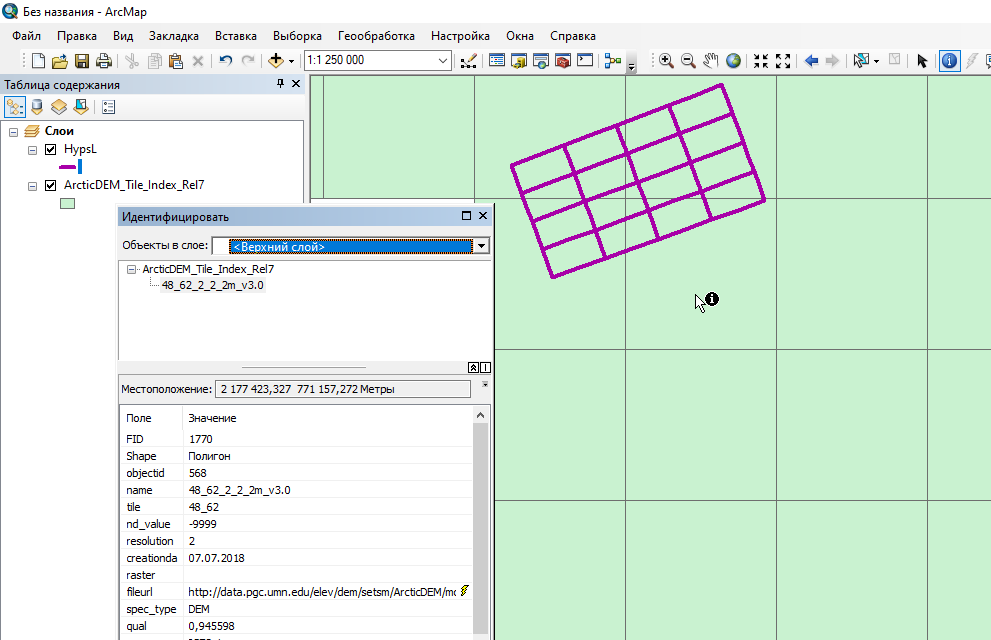 Без названия - ArcMap
Файл Правка Вид Закладка Вставка Выборка Геообработка Настройка Окна Справка
1:1 250 000
Таблица содержания
Слои
HypsL
ArcticDEM_Tile_Index_Rel7
Идентифицировать
Объекты в слое: <Верхний слой>
ArcticDEM_Tile_Index_Rel7
48_62_2_2_2m_v3.0
Местоположение: 2 177 423,327 771 157,272 Метры
Поле Значение
FID 1770
Shape Полигон
objectid 568
name 48_62_2_2_2m_v3.0
tile 48_62
nd_value -9999
resolution 2
creationda 07.07.2018
raster
fileurl http://data.pgc.umn.edu/elev/dem/setsm/ArcticDEM/mo
spec_type DEM
qual 0,945598